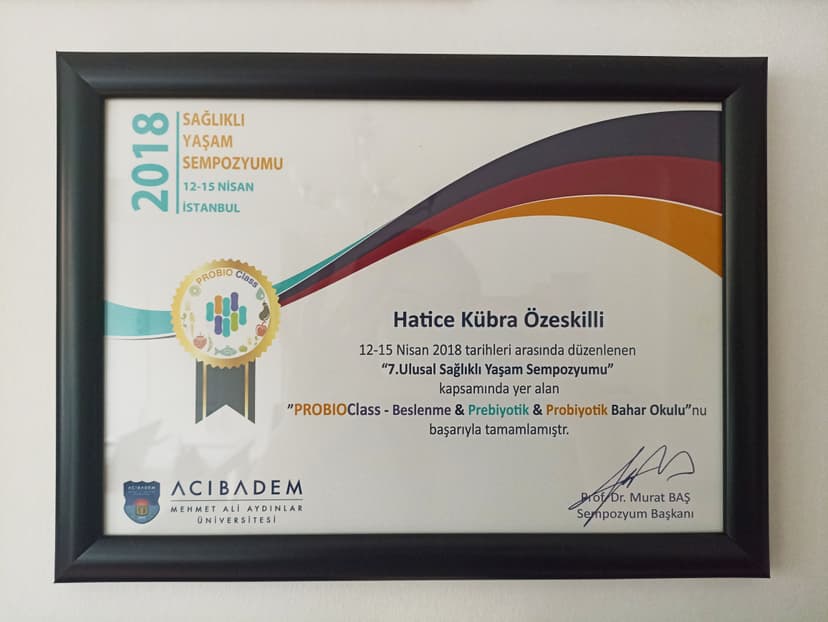 2018
SAĞLIKLI
YAŞAM
SEMPOZYUMU
12-15 NİSAN
İSTANBUL
PROBIO Class
Hatice Kübra Özeskilli
12-15 Nisan 2018 tarihleri arasında düzenlenen
“7.Ulusal Sağlıklı Yaşam Sempozyumu”
kapsamında yer alan
”PROBIOClass - Beslenme & Prebiyotik & Probiyotik Bahar Okulu”nu
başarıyla tamamlamıştr.
ACIBADEM
ACIBADEM
MEHMET ALİ AYDINLAR
ÜNİVERSİTESİ
Prof. Dr. Murat BAŞ
Sempozyum Başkanı